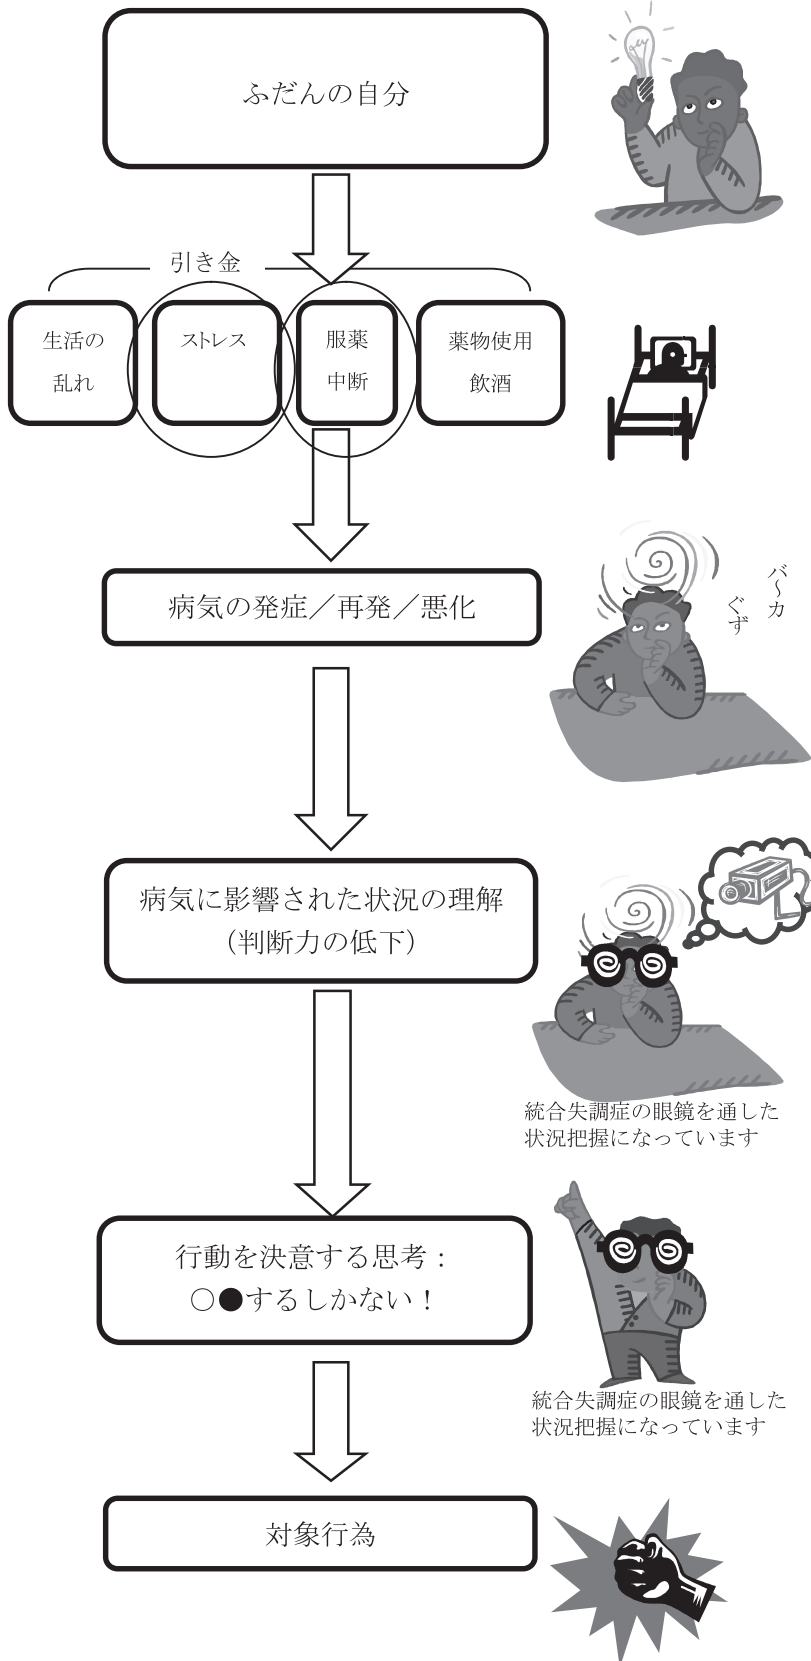 ふだんの自分
引き金
生活の
乱れ
ストレス
服薬
中断
薬物使用
飲酒
病気の発症／再発／悪化
バ〜カ
ぐず
病気に影響された状況の理解
（判断力の低下）
統合失調症の眼鏡を通した
状況把握になっています
行動を決意する思考：
○●するしかない！
統合失調症の眼鏡を通した
状況把握になっています
対象行為